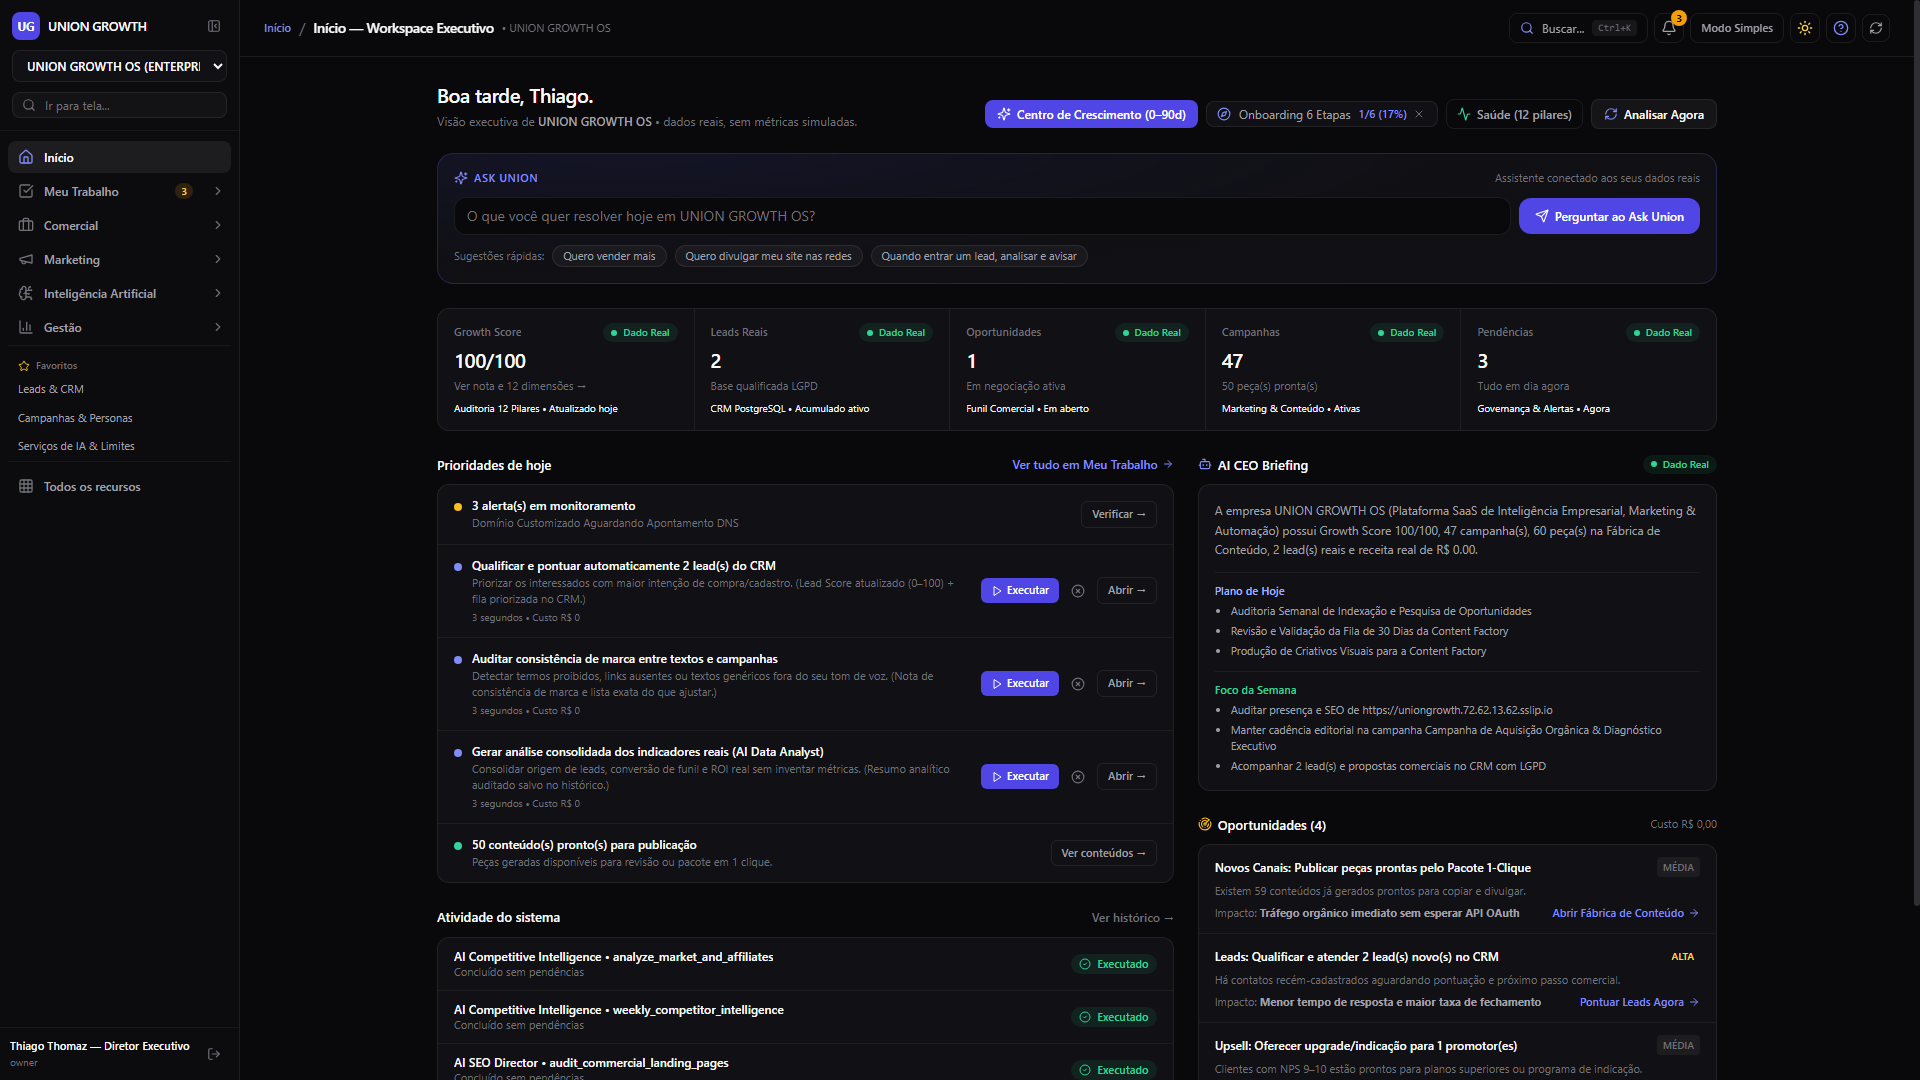 UG UNION GROWTH
UNION GROWTH OS (ENTERPRI
Ir para tela...
Início
Meu Trabalho 3
Comercial
Marketing
Inteligência Artificial
Gestão
Favoritos
Leads & CRM
Campanhas & Personas
Serviços de IA & Limites
Todos os recursos
Thiago Thomaz — Diretor Executivo
owner
Início / Início — Workspace Executivo • UNION GROWTH OS
Buscar... Ctrl+K
3
Modo Simples
Boa tarde, Thiago.
Visão executiva de UNION GROWTH OS • dados reais, sem métricas simuladas.
Centro de Crescimento (0–90d)
Onboarding 6 Etapas 1/6 (17%)
Saúde (12 pilares)
Analisar Agora
ASK UNION
Assistente conectado aos seus dados reais
O que você quer resolver hoje em UNION GROWTH OS?
Perguntar ao Ask Union
Sugestões rápidas: Quero vender mais Quero divulgar meu site nas redes Quando entrar um lead, analisar e avisar
Growth Score Dado Real
100/100
Ver nota e 12 dimensões →
Auditoria 12 Pilares • Atualizado hoje
Leads Reais Dado Real
2
Base qualificada LGPD
CRM PostgreSQL • Acumulado ativo
Oportunidades Dado Real
1
Em negociação ativa
Funil Comercial • Em aberto
Campanhas Dado Real
47
50 peça(s) pronta(s)
Marketing & Conteúdo • Ativas
Pendências Dado Real
3
Tudo em dia agora
Governança & Alertas • Agora
Prioridades de hoje
Ver tudo em Meu Trabalho →
3 alerta(s) em monitoramento
Domínio Customizado Aguardando Apontamento DNS
Verificar →
Qualificar e pontuar automaticamente 2 lead(s) do CRM
Priorizar os interessados com maior intenção de compra/cadastro. (Lead Score atualizado (0–100) +
fila priorizada no CRM.)
3 segundos • Custo R$ 0
Executar
Abrir →
Auditar consistência de marca entre textos e campanhas
Detectar termos proibidos, links ausentes ou textos genéricos fora do seu tom de voz. (Nota de
consistência de marca e lista exata do que ajustar.)
3 segundos • Custo R$ 0
Executar
Abrir →
Gerar análise consolidada dos indicadores reais (AI Data Analyst)
Consolidar origem de leads, conversão de funil e ROI real sem inventar métricas. (Resumo analítico
auditado salvo no histórico.)
3 segundos • Custo R$ 0
Executar
Abrir →
50 conteúdo(s) pronto(s) para publicação
Peças geradas disponíveis para revisão ou pacote em 1 clique.
Ver conteúdos →
Atividade do sistema
Ver histórico →
AI Competitive Intelligence • analyze_market_and_affiliates
Concluído sem pendências
Executado
AI Competitive Intelligence • weekly_competitor_intelligence
Concluído sem pendências
Executado
AI SEO Director • audit_commercial_landing_pages
Concluído sem pendências
Executado
AI CEO Briefing
Dado Real
A empresa UNION GROWTH OS (Plataforma SaaS de Inteligência Empresarial, Marketing &
Automação) possui Growth Score 100/100, 47 campanha(s), 60 peça(s) na Fábrica de
Conteúdo, 2 lead(s) reais e receita real de R$ 0.00.
Plano de Hoje
• Auditoria Semanal de Indexação e Pesquisa de Oportunidades
• Revisão e Validação da Fila de 30 Dias da Content Factory
• Produção de Criativos Visuais para a Content Factory
Foco da Semana
• Auditar presença e SEO de https://uniongrowth.72.62.13.62.sslip.io
• Manter cadência editorial na campanha Campanha de Aquisição Orgânica & Diagnóstico
Executivo
• Acompanhar 2 lead(s) e propostas comerciais no CRM com LGPD
Oportunidades (4)
Custo R$ 0,00
Novos Canais: Publicar peças prontas pelo Pacote 1-Clique
MÉDIA
Existem 59 conteúdos já gerados prontos para copiar e divulgar.
Impacto: Tráfego orgânico imediato sem esperar API OAuth
Abrir Fábrica de Conteúdo →
Leads: Qualificar e atender 2 lead(s) novo(s) no CRM
ALTA
Há contatos recém-cadastrados aguardando pontuação e próximo passo comercial.
Impacto: Menor tempo de resposta e maior taxa de fechamento
Pontuar Leads Agora →
Upsell: Oferecer upgrade/indicação para 1 promotor(es)
MÉDIA
Clientes com NPS 9–10 estão prontos para planos superiores ou programa de indicação.